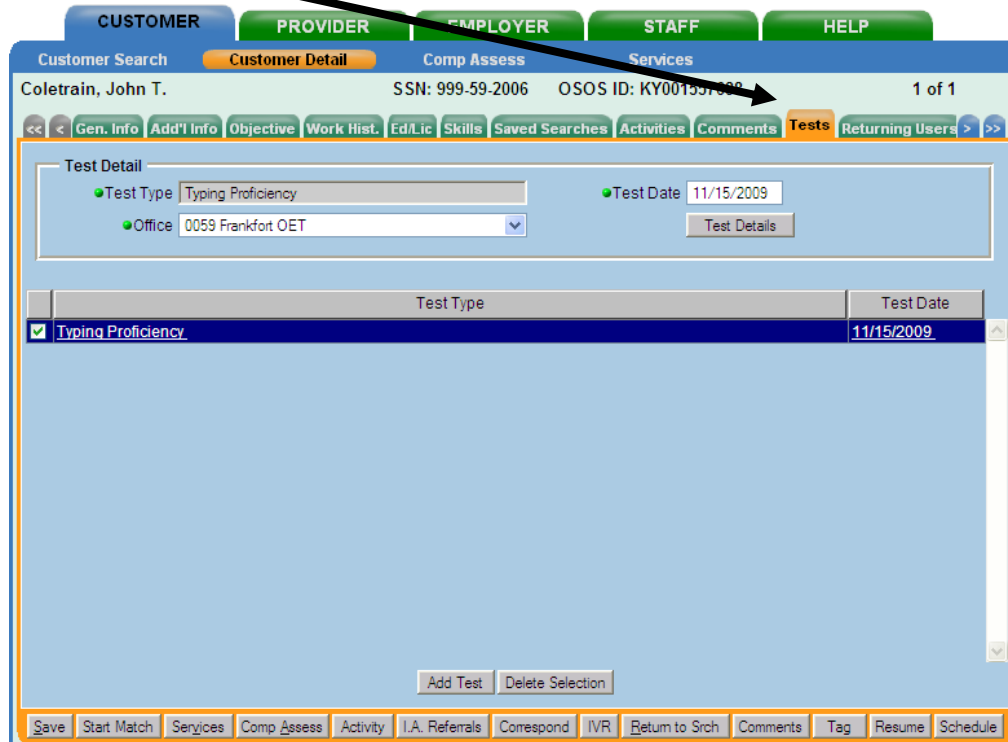 CUSTOMER PROVIDER EMPLOYER STAFF HELP
Customer Search Customer Detail Comp Assess Services
Coletrain, John T. SSN: 999-59-2006 OSOS ID: 1 of 1
<< < Gen. Info Add'l Info Objective Work Hist. Ed/Lic Skills Saved Searches Activities Comments Tests Returning Users > >>
Test Detail
Test Type Typing Proficiency Test Date 11/15/2009
Office 0059 Frankfort OET Test Details
Test Type Test Date
Typing Proficiency 11/15/2009
Add Test Delete Selection
Save Start Match Services Comp Assess Activity I.A. Referrals Correspond IVR Return to Srch Comments Tag Resume Schedule